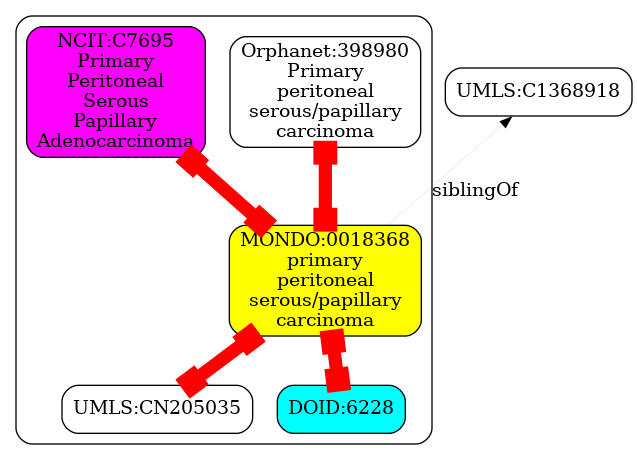 NCIT:C7695
Primary
Peritoneal
Serous
Papillary
Adenocarcinoma
Orphanet:398980
Primary
peritoneal
serous/papillary
carcinoma
UMLS:C1368918
siblingOf
MONDO:0018368
primary
peritoneal
serous/papillary
carcinoma
UMLS:CN205035
DOID:6228